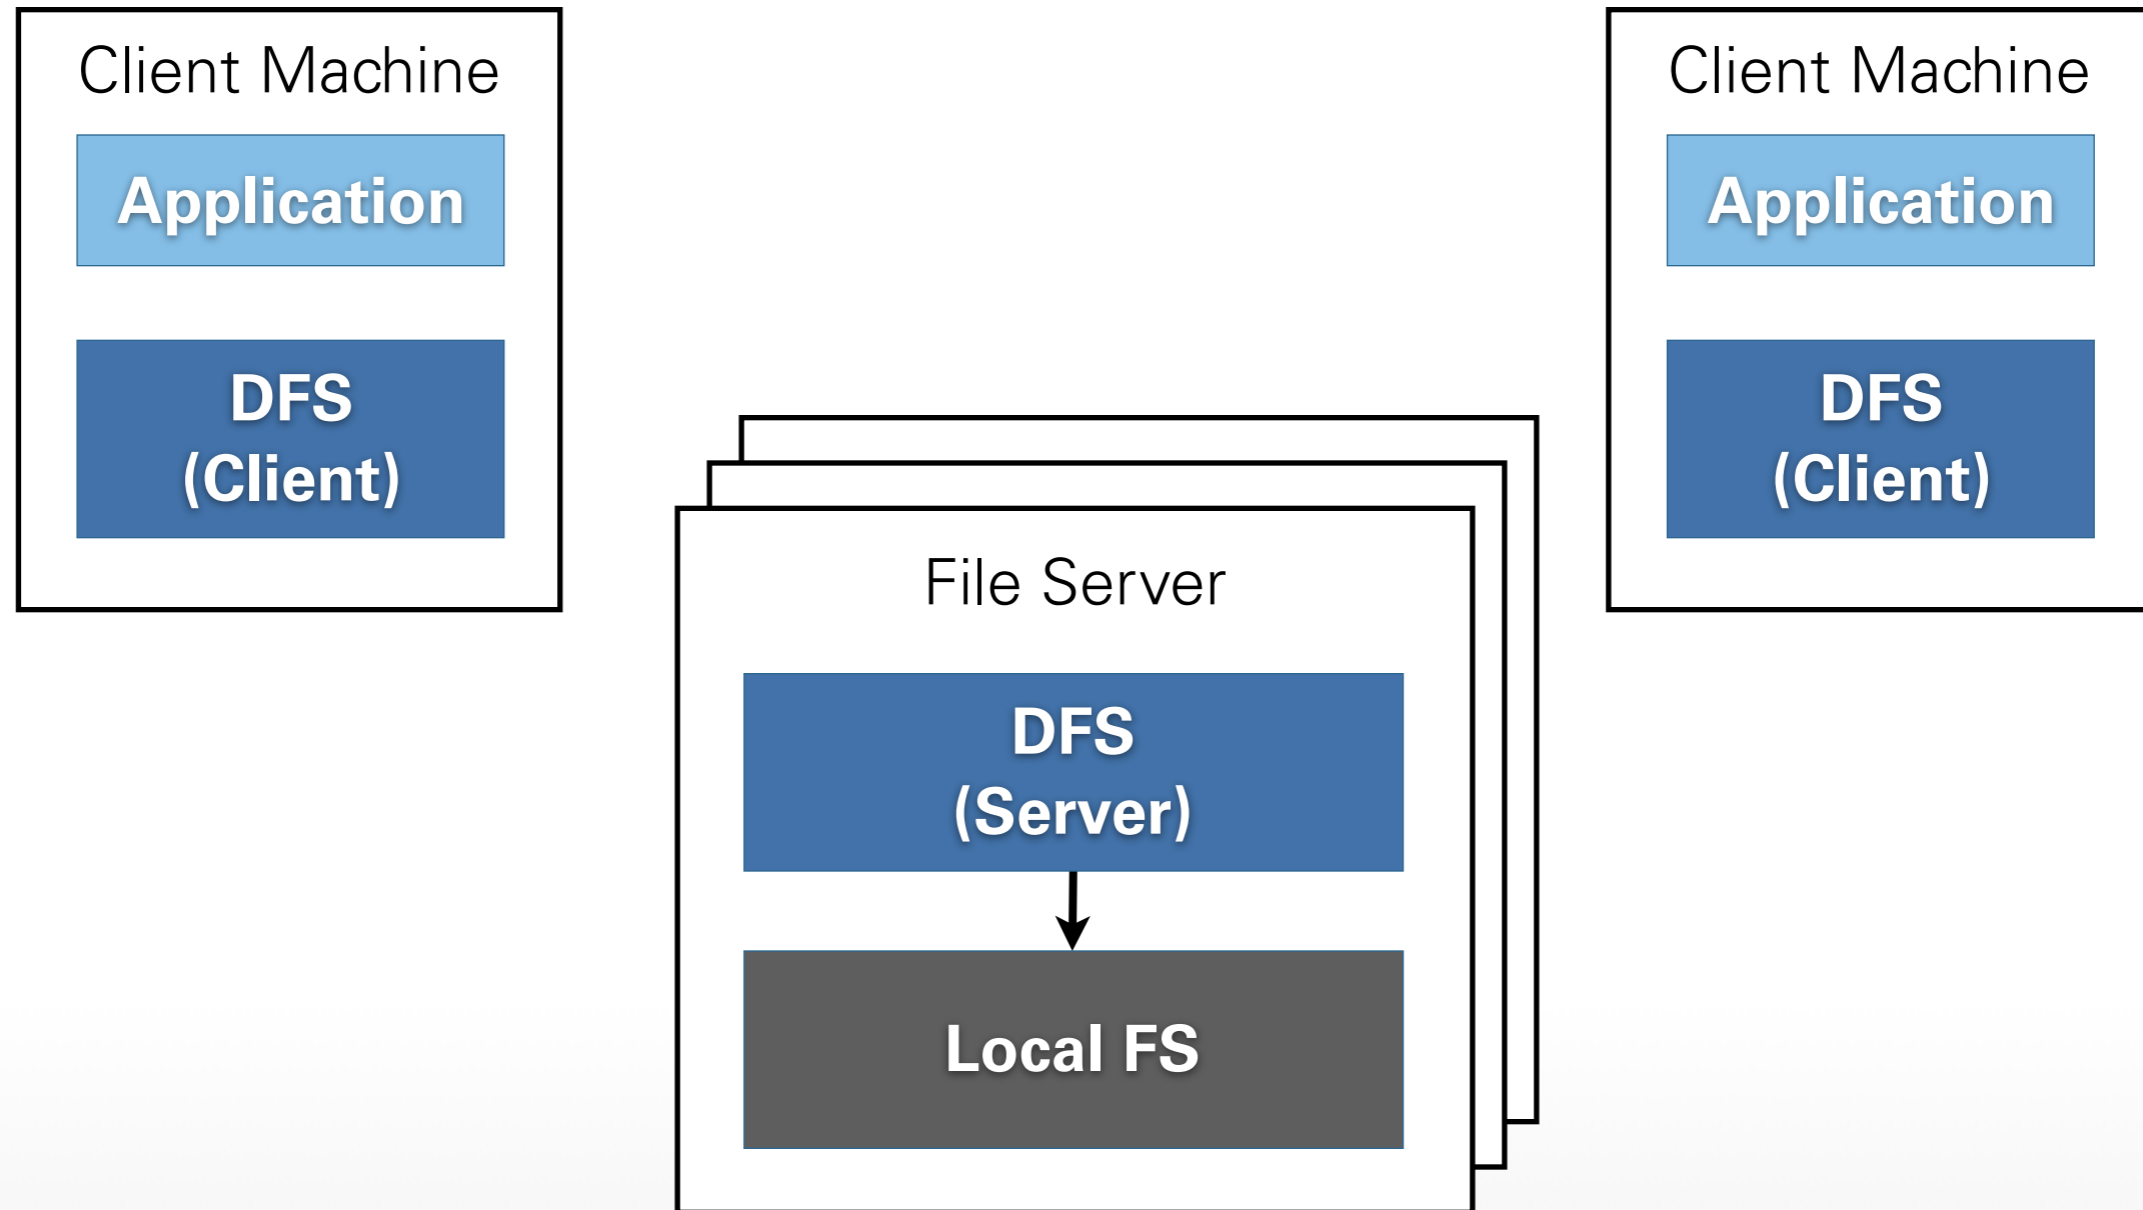 Client Machine
Application
DFS
(Client)
Client Machine
Application
DFS
(Client)
File Server
DFS
(Server)
Local FS